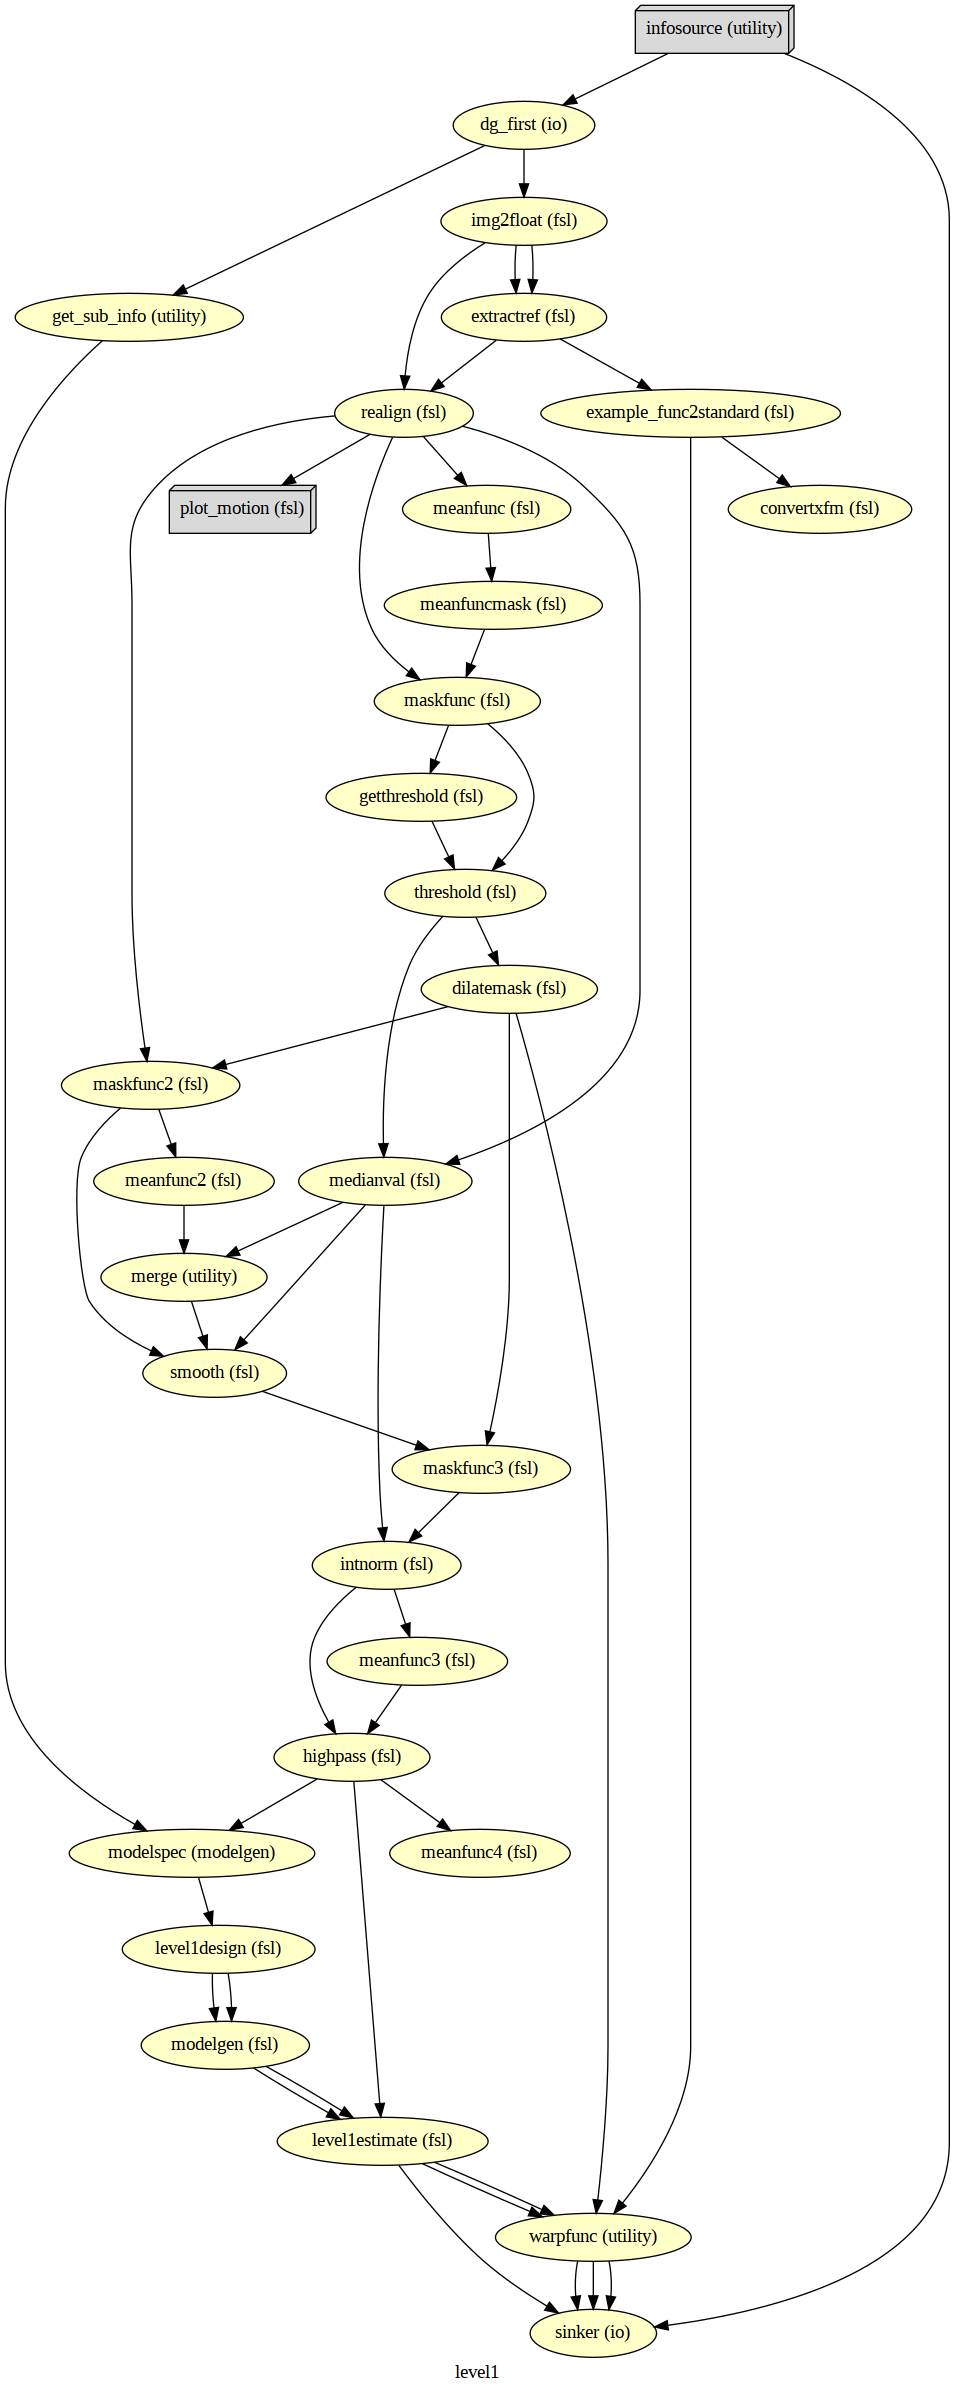 infosource (utility)
dg_first (io)
img2float (fsl)
get_sub_info (utility)
extractref (fsl)
realign (fsl)
example_func2standard (fsl)
plot_motion (fsl)
meanfunc (fsl)
convertxfm (fsl)
meanfuncmask (fsl)
maskfunc (fsl)
getthreshold (fsl)
threshold (fsl)
dilatemask (fsl)
maskfunc2 (fsl)
meanfunc2 (fsl)
medianval (fsl)
merge (utility)
smooth (fsl)
maskfunc3 (fsl)
intnorm (fsl)
meanfunc3 (fsl)
highpass (fsl)
modelspec (modelgen)
meanfunc4 (fsl)
level1design (fsl)
modelgen (fsl)
level1estimate (fsl)
warpfunc (utility)
sinker (io)
level1